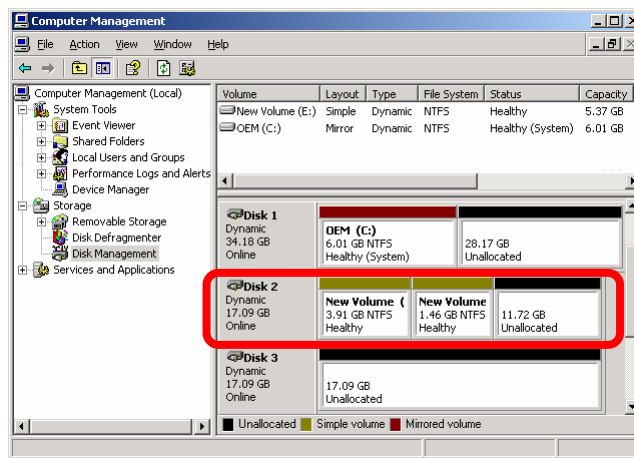 Computer Management
File Action View Window Help
Computer Management (Local)
System Tools
Event Viewer
Shared Folders
Local Users and Groups
Performance Logs and Alerts
Device Manager
Storage
Removable Storage
Disk Defragmenter
Disk Management
Services and Applications
Volume Layout Type File System Status Capacity
New Volume (E:) Simple Dynamic NTFS Healthy 5.37 GB
OEM (C:) Mirror Dynamic NTFS Healthy (System) 6.01 GB
Disk 1
Dynamic
34.18 GB
Online
OEM (C:)
6.01 GB NTFS
Healthy (System)
28.17 GB
Unallocated
Disk 2
Dynamic
17.09 GB
Online
New Volume (
3.91 GB NTFS
Healthy
New Volume
1.46 GB NTFS
Healthy
11.72 GB
Unallocated
Disk 3
Dynamic
17.09 GB
Online
17.09 GB
Unallocated
Unallocated Simple volume Mirrored volume